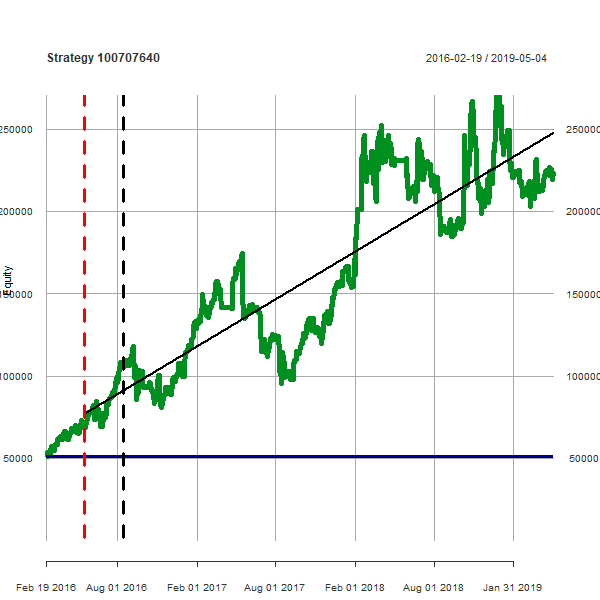 Strategy 100707640
2016-02-19 / 2019-05-04
250000
250000
200000
200000
Equity
150000
150000
100000
100000
50000
50000
Feb 19 2016
Aug 01 2016
Feb 01 2017
Aug 01 2017
Feb 01 2018
Aug 01 2018
Jan 31 2019